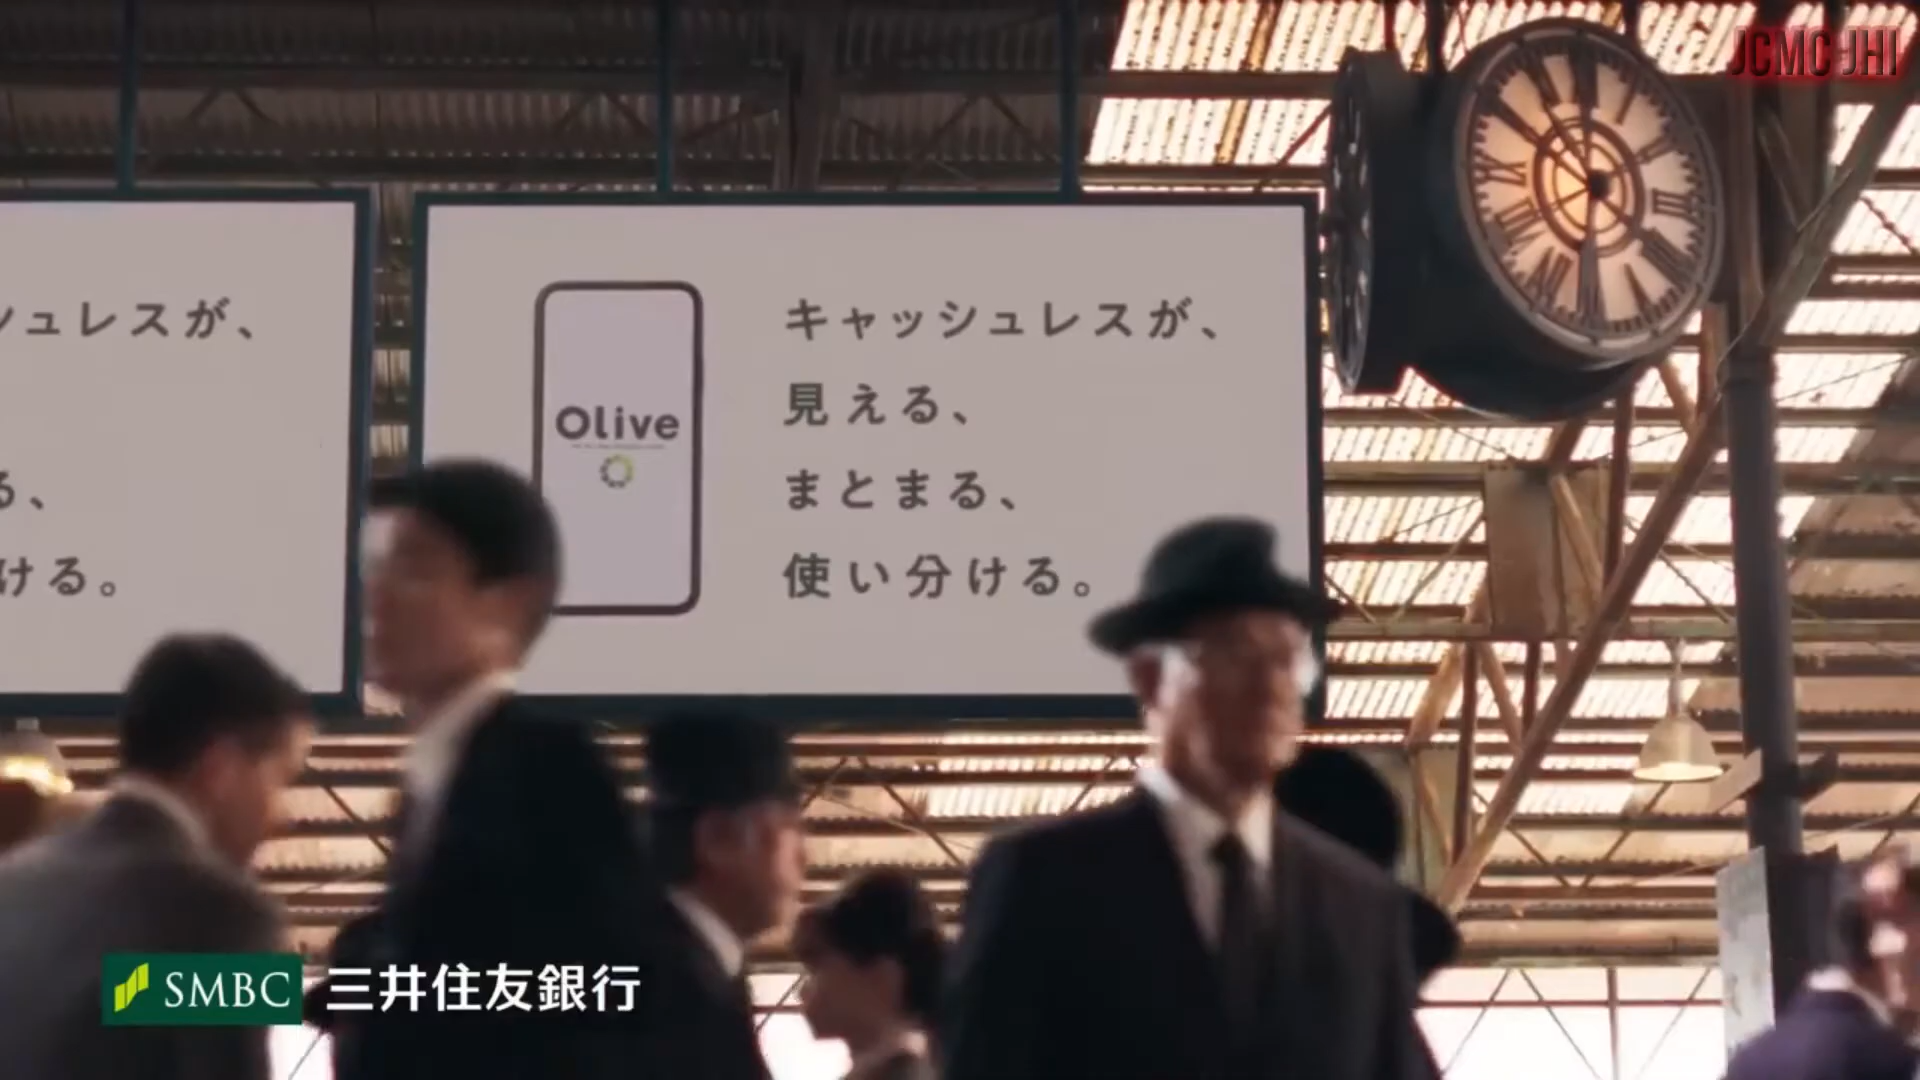 JCMC JHI
シュレスが、
る、
ける。
Olive
キャッシュレスが、
見える、
まとまる、
使い分ける。
SMBC 三井住友銀行